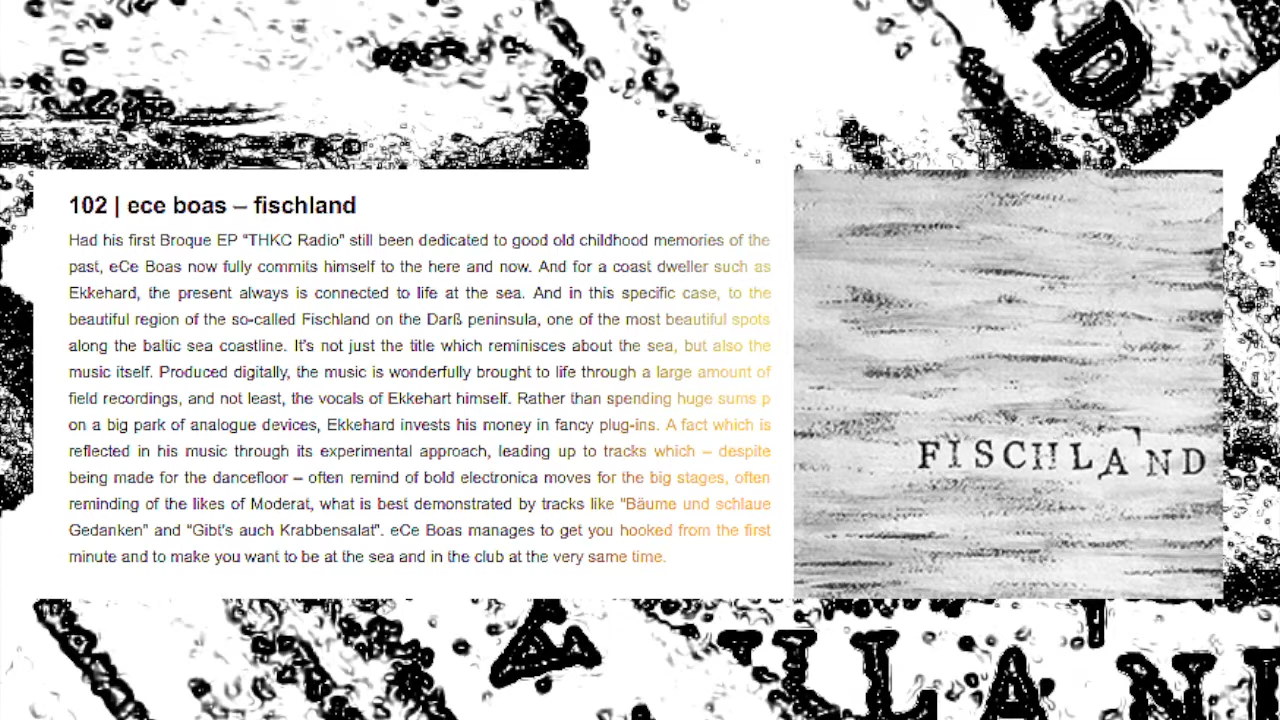 D
102 | ece boas – fischland
Had his first Broque EP "THKC Radio" still been dedicated to good old childhood memories of the
past, eCe Boas now fully commits himself to the here and now. And for a coast dweller such as
Ekkehard, the present always is connected to life at the sea. And in this specific case, to the
beautiful region of the so-called Fischland on the Darß peninsula, one of the most beautiful spots
along the baltic sea coastline. It's not just the title which reminisces about the sea, but also the
music itself. Produced digitally, the music is wonderfully brought to life through a large amount of
field recordings, and not least, the vocals of Ekkehart himself. Rather than spending huge sums p
on a big park of analogue devices, Ekkehard invests his money in fancy plug-ins. A fact which is
reflected in his music through its experimental approach, leading up to tracks which – despite
being made for the dancefloor – often remind of bold electronica moves for the big stages, often
reminding of the likes of Moderat, what is best demonstrated by tracks like "Bäume und schlaue
Gedanken" and "Gibt's auch Krabbensalat". eCe Boas manages to get you hooked from the first
minute and to make you want to be at the sea and in the club at the very same time.
FISCHLAND
LAN